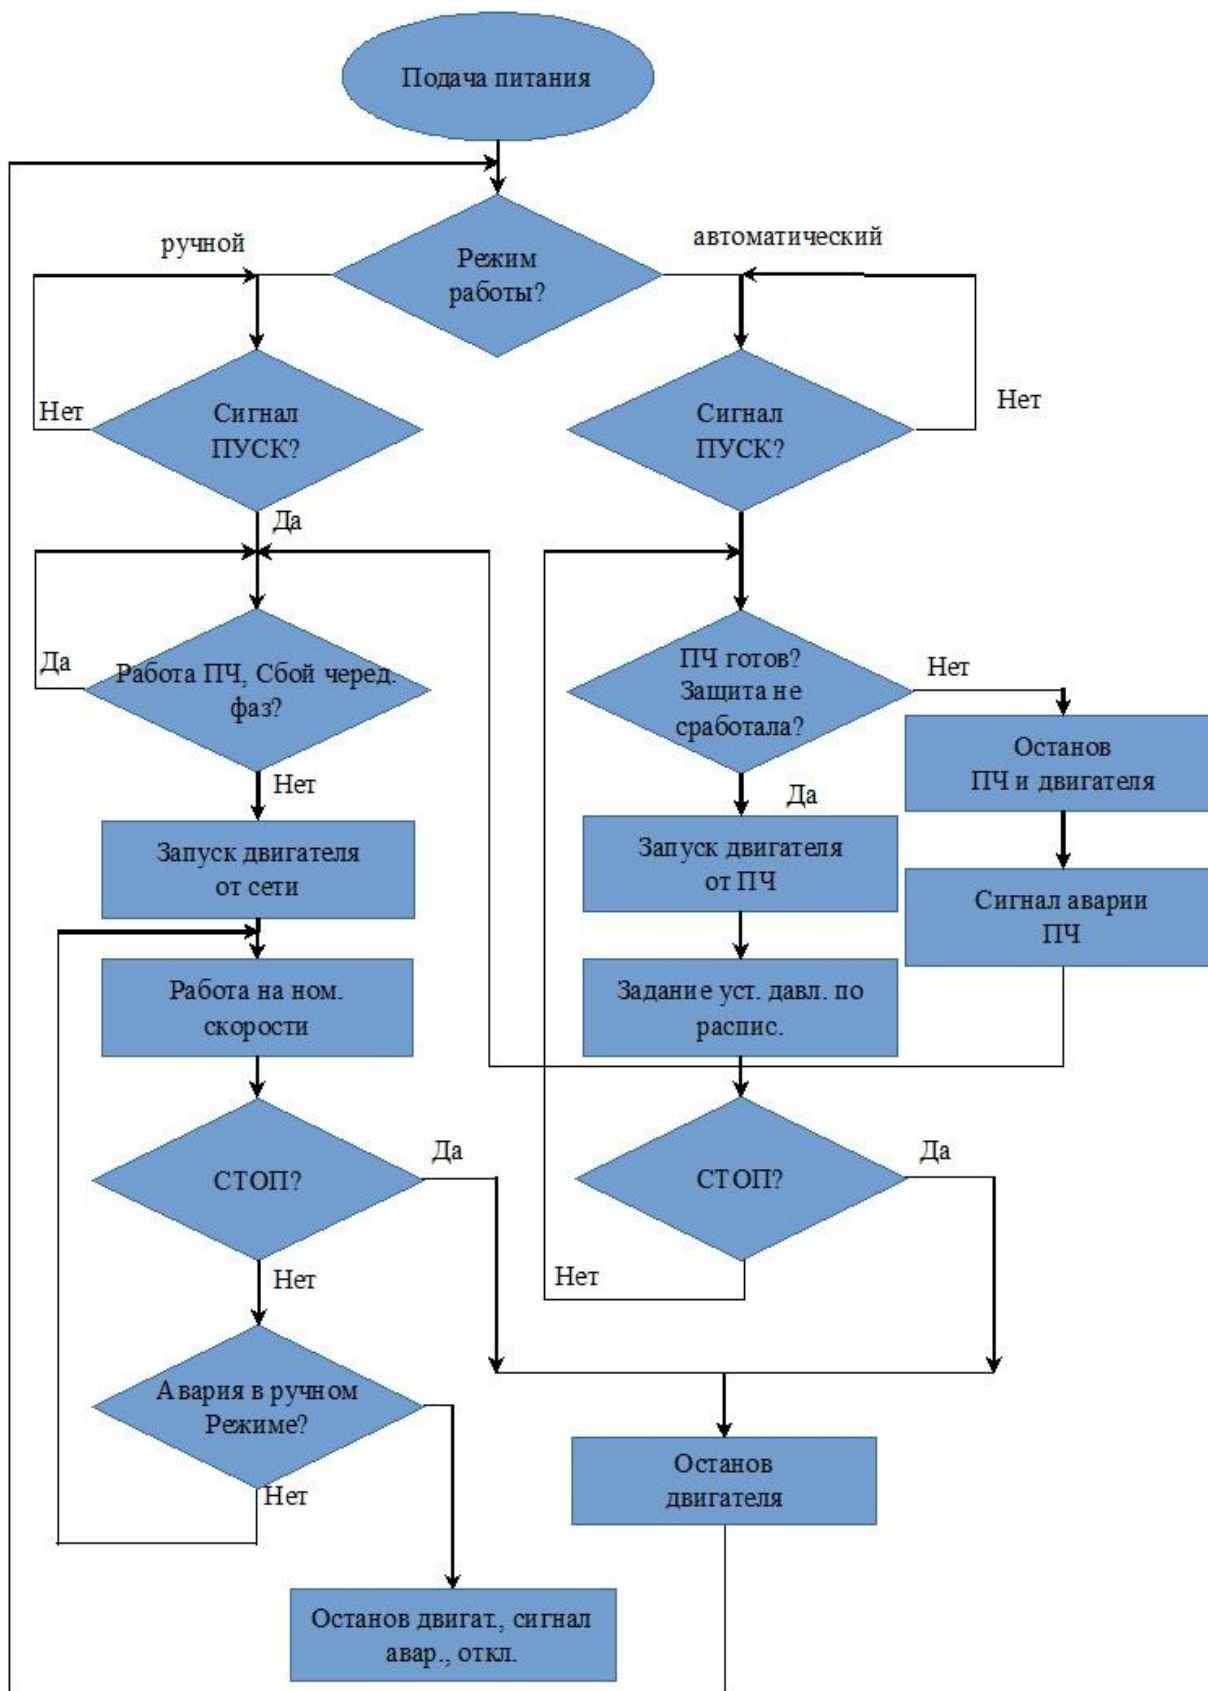 Подача питания
ручной
автоматический
Режим
работы?
Нет
Сигнал
ПУСК?
Сигнал
ПУСК?
Нет
Да
Да
Работа ПЧ, Сбой черед.
фаз?
ПЧ готов?
Защита не
сработала?
Нет
Останов
ПЧ и двигателя
Нет
Да
Запуск двигателя
от сети
Запуск двигателя
от ПЧ
Сигнал аварии
ПЧ
Работа на ном.
скорости
Задание уст. давл. по
распис.
СТОП?
Да
СТОП?
Да
Нет
Нет
Авария в ручном
Режиме?
Нет
Останов
двигателя
Останов двигат., сигнал
авар., откл.